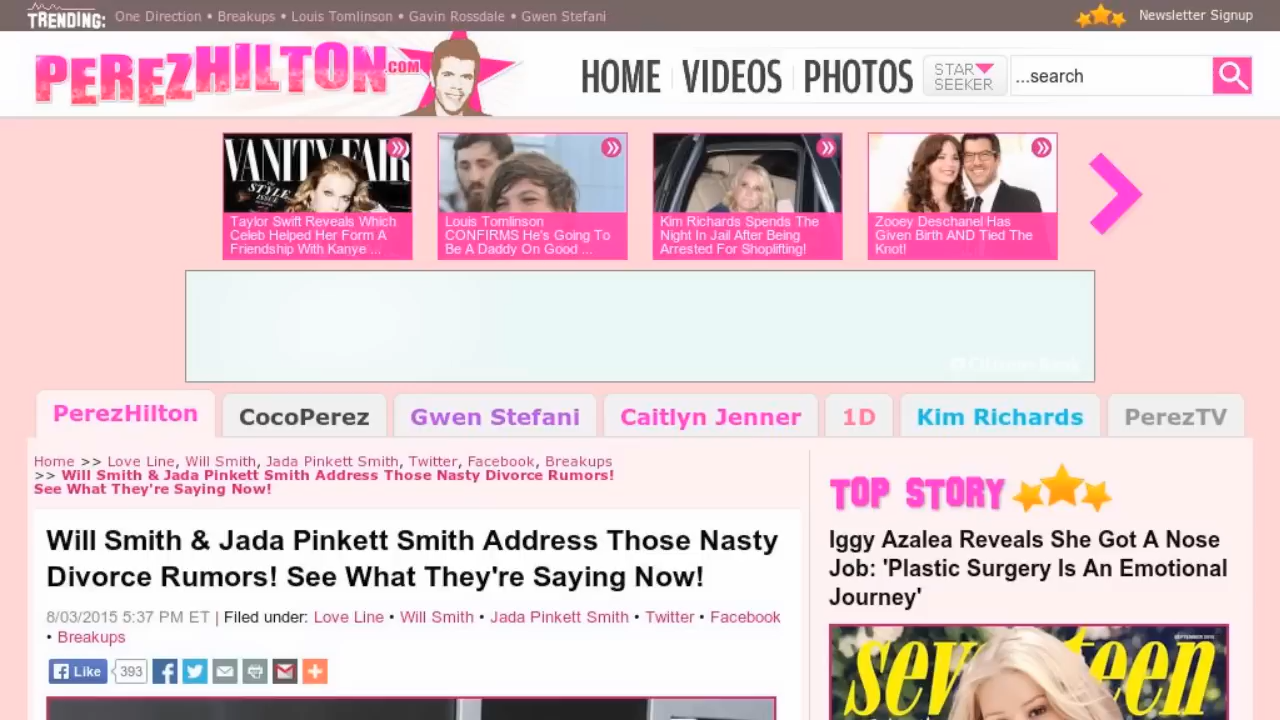 TRENDING: One Direction • Breakups • Louis Tomlinson • Gavin Rossdale • Gwen Stefani
Newsletter Signup
PEREZHILTON.COM
HOME VIDEOS PHOTOS
STAR SEEKER
...search
VANITY FAIR
STYLE
ISSUE
Taylor Swift Reveals Which
Celeb Helped Her Form A
Friendship With Kanye ...
Louis Tomlinson
CONFIRMS He's Going To
Be A Daddy On Good ...
Kim Richards Spends The
Night In Jail After Being
Arrested For Shoplifting!
Zooey Deschanel Has
Given Birth AND Tied The
Knot!
PerezHilton
CocoPerez
Gwen Stefani
Caitlyn Jenner
1D
Kim Richards
PerezTV
Home >> Love Line, Will Smith, Jada Pinkett Smith, Twitter, Facebook, Breakups
>> Will Smith & Jada Pinkett Smith Address Those Nasty Divorce Rumors!
See What They're Saying Now!
Will Smith & Jada Pinkett Smith Address Those Nasty
Divorce Rumors! See What They're Saying Now!
8/03/2015 5:37 PM ET | Filed under: Love Line • Will Smith • Jada Pinkett Smith • Twitter • Facebook
• Breakups
Like 393
TOP STORY
Iggy Azalea Reveals She Got A Nose
Job: 'Plastic Surgery Is An Emotional
Journey'
seventeen